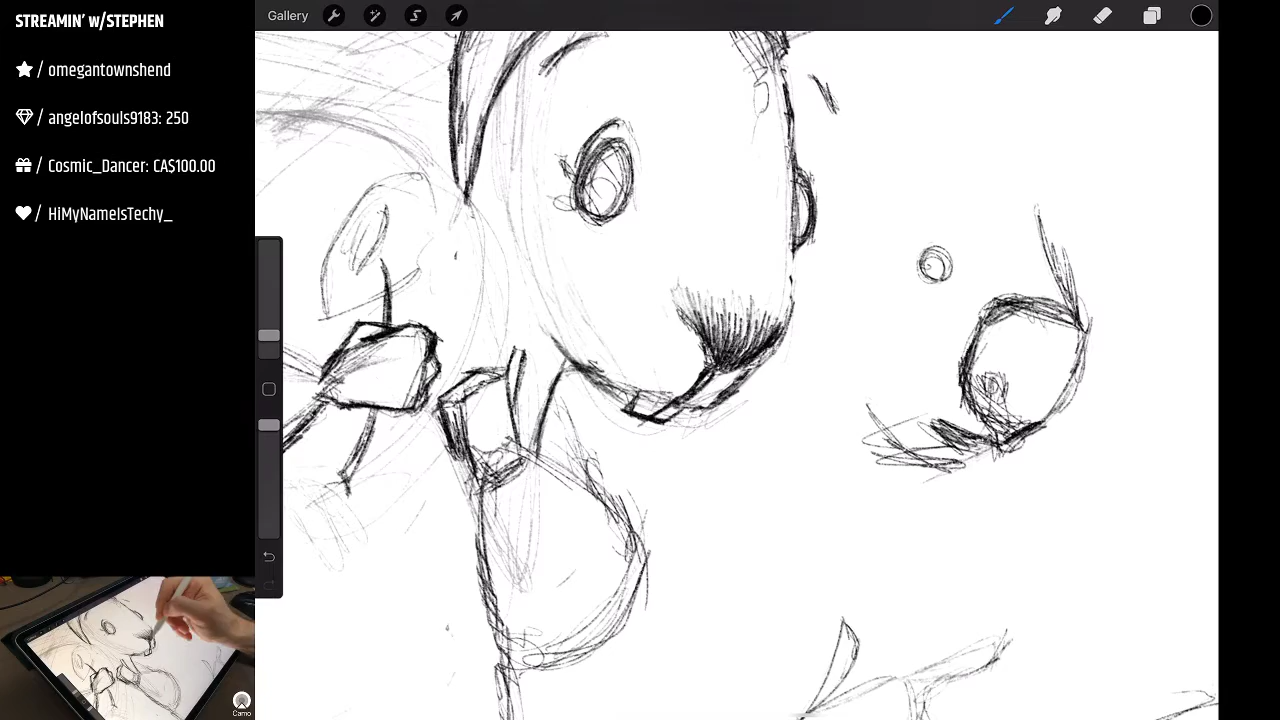 STREAMIN' w/STEPHEN
Gallery
/ omegantownshend
/ angelofsouls9183: 250
/ Cosmic_Dancer: CA$100.00
/ HiMyNameIsTechy_
Camo